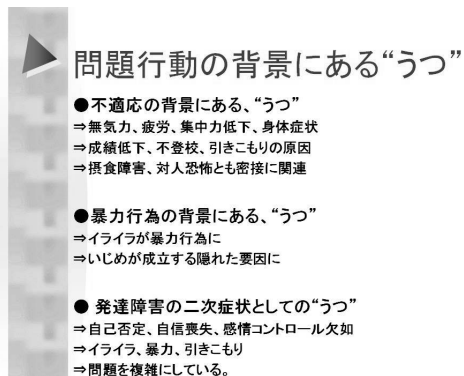 問題行動の背景にある“うつ”
●不適応の背景にある、“うつ”
⇒無気力、疲労、集中力低下、身体症状
⇒成績低下、不登校、引きこもりの原因
⇒摂食障害、対人恐怖とも密接に関連
●暴力行為の背景にある、“うつ”
⇒イライラが暴力行為に
⇒いじめが成立する隠れた要因に
● 発達障害の二次症状としての“うつ”
⇒自己否定、自信喪失、感情コントロール欠如
⇒イライラ、暴力、引きこもり
⇒問題を複雑にしている。